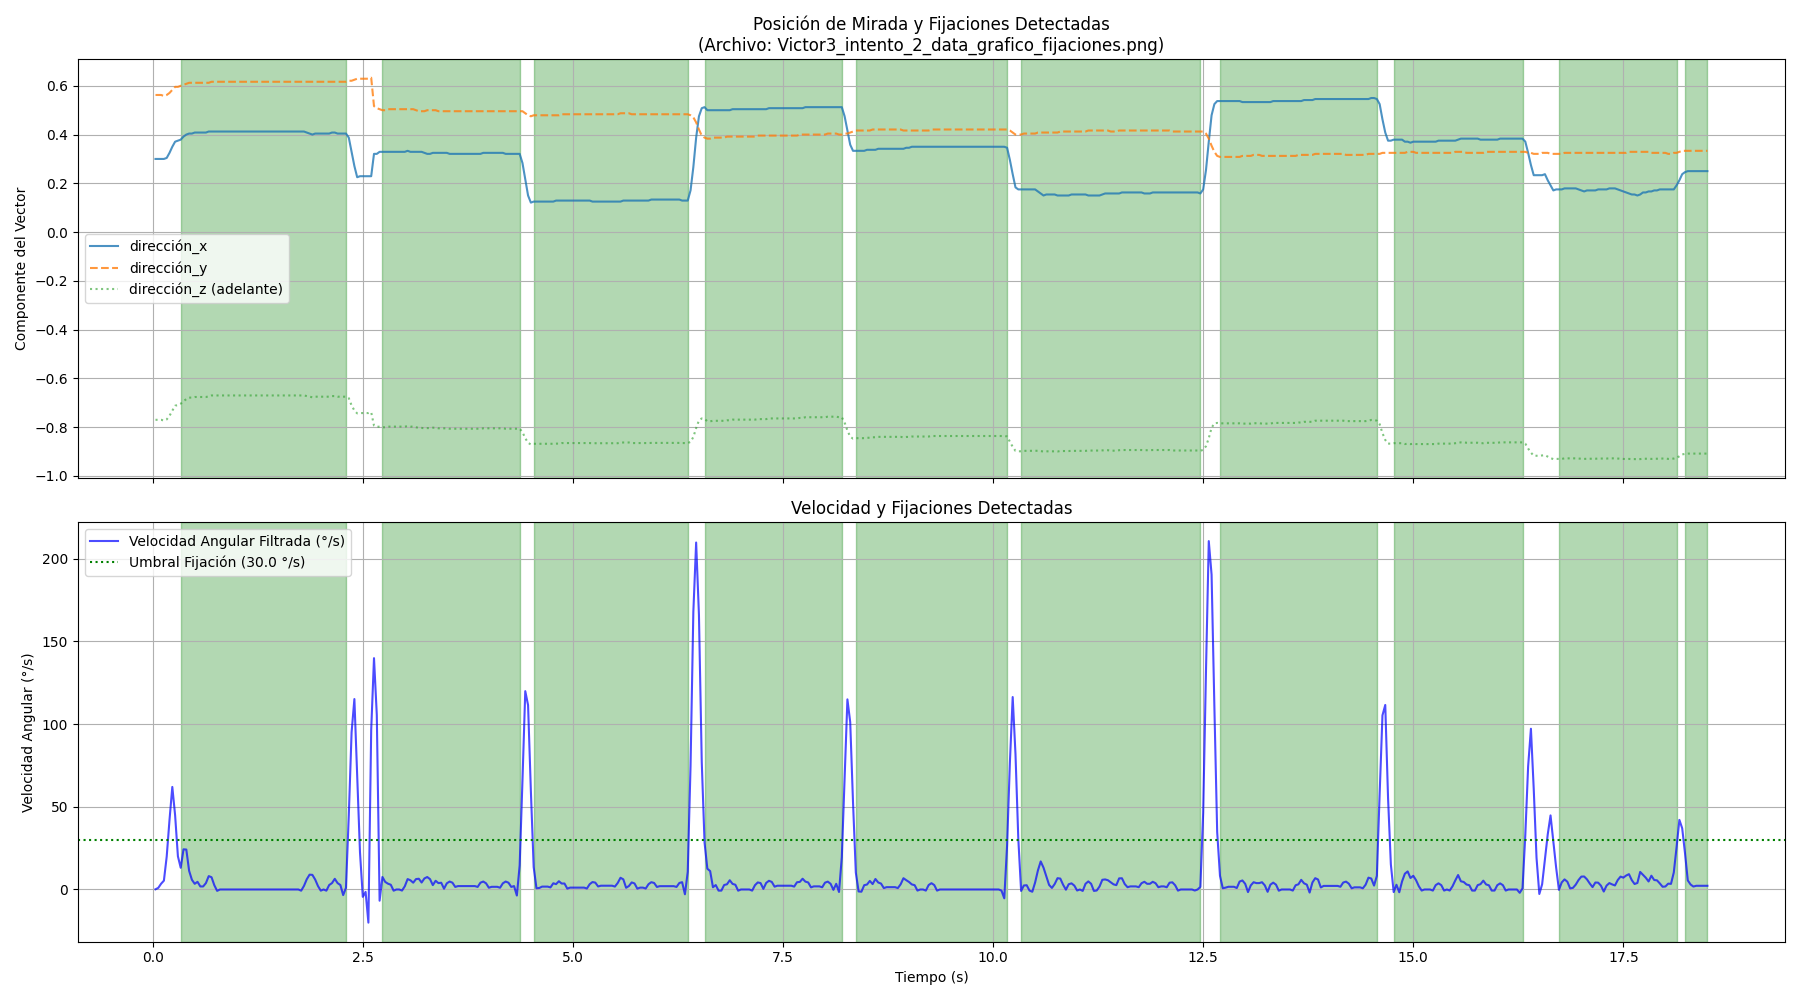 Posición de Mirada y Fijaciones Detectadas
(Archivo: Victor3_intento_2_data_grafico_fijaciones.png)
0.6
0.4
0.2
0.0
−0.2
−0.4
−0.6
−0.8
−1.0
Componente del Vector
dirección_x
dirección_y
dirección_z (adelante)
Velocidad y Fijaciones Detectadas
Velocidad Angular Filtrada (°/s)
Umbral Fijación (30.0 °/s)
200
150
100
50
0
Velocidad Angular (°/s)
0.0 2.5 5.0 7.5 10.0 12.5 15.0 17.5
Tiempo (s)